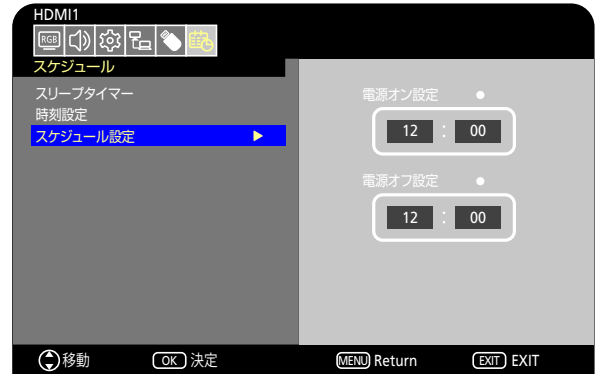 HDMI1
RGB
スケジュール
スリープタイマー
時刻設定
スケジュール設定
電源オン設定
12 : 00
電源オフ設定
12 : 00
移動 OK 決定 MENU Return EXIT EXIT